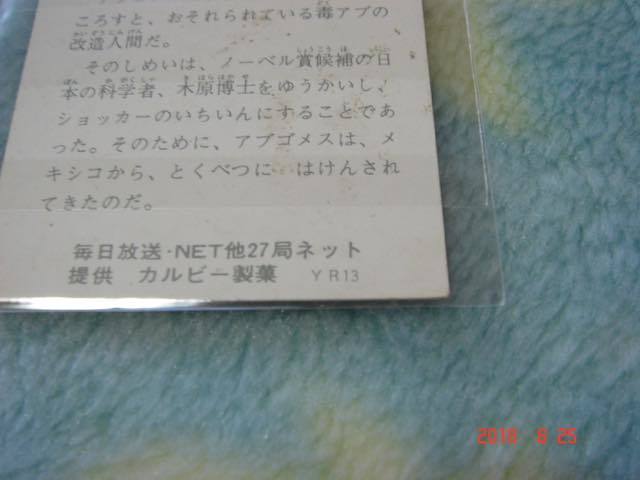 ころすと、おそれられている毒アブの
改造人間だ。
そのしめいは、ノーベル賞候補の日
本の科学者、木原博士をゆうかいし、
ショッカーのいちいんにすることであ
った。そのために、アブゴメスは、メ
キシコから、とくべつに はけんされ
てきたのだ。
毎日放送・NET他27局ネット
提供 カルビー製菓 YR13
2018 8 25